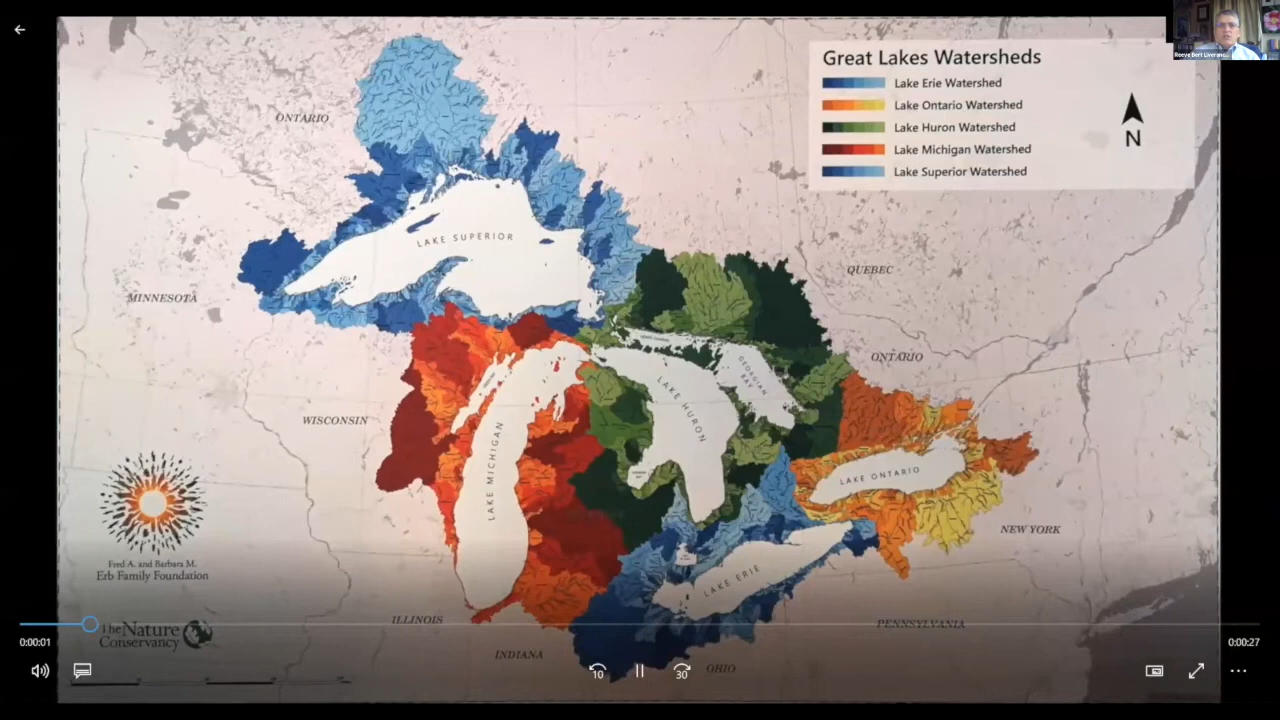 Reeve Bert Liveranc...
Great Lakes Watersheds
Lake Erie Watershed
Lake Ontario Watershed
Lake Huron Watershed
Lake Michigan Watershed
Lake Superior Watershed
N
ONTARIO
LAKE SUPERIOR
QUEBEC
MINNESOTA
ONTARIO
GEORGIAN BAY
LAKE HURON
WISCONSIN
LAKE MICHIGAN
LAKE ONTARIO
NEW YORK
Fred A. and Barbara M.
Erb Family Foundation
LAKE ERIE
ILLINOIS
PENNSYLVANIA
The Nature
Conservancy
0:00:01
0:00:27
INDIANA
OHIO
10
30